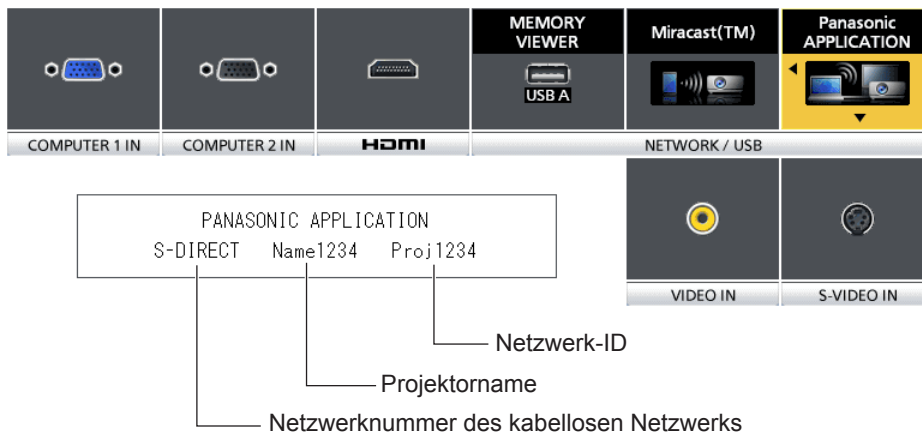 MEMORY
VIEWER
Miracast(TM)
Panasonic
APPLICATION
USB A
COMPUTER 1 IN
COMPUTER 2 IN
HDMI
NETWORK / USB
PANASONIC APPLICATION
S-DIRECT Name1234 Proj1234
VIDEO IN
S-VIDEO IN
Netzwerk-ID
Projektorname
Netzwerknummer des kabellosen Netzwerks